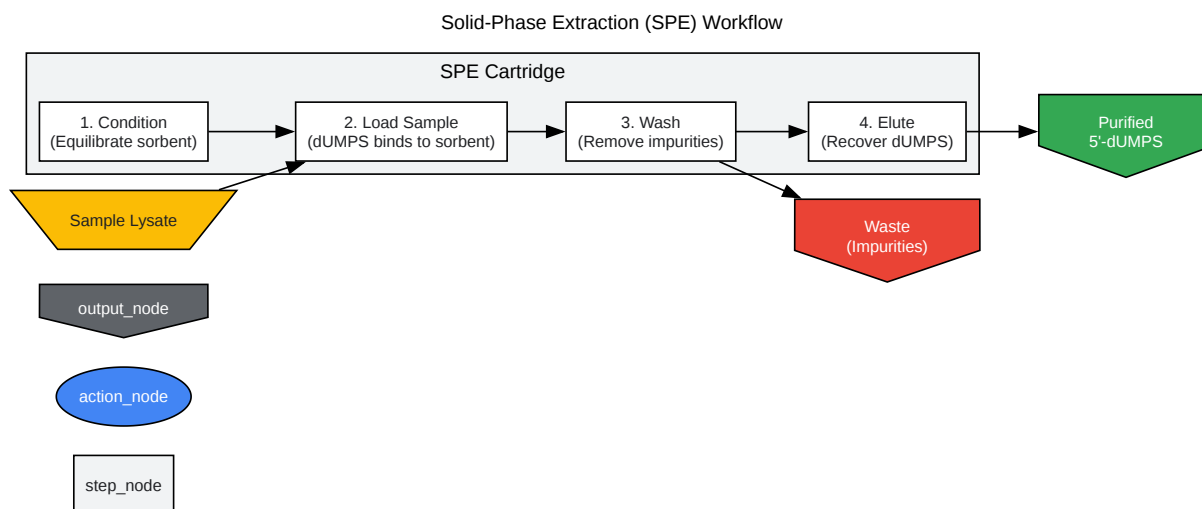 Solid-Phase Extraction (SPE) Workflow
SPE Cartridge
1. Condition
(Equilibrate sorbent)
2. Load Sample
(dUMPS binds to sorbent)
3. Wash
(Remove impurities)
4. Elute
(Recover dUMPS)
Purified
5'-dUMPS
Sample Lysate
Waste
(Impurities)
output_node
action_node
step_node